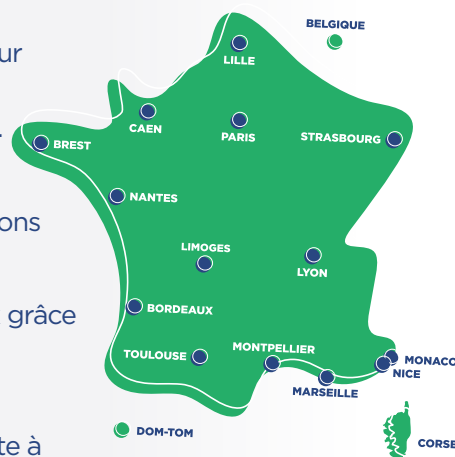 ur
BELGIQUE
LILLE
CAEN
PARIS
STRASBOURG
BREST
NANTES
ons
LIMOGES
LYON
BORDEAUX
grâce
MONTPELLIER
TOULOUSE
MONACO
NICE
MARSEILLE
DOM-TOM
CORSE
te à